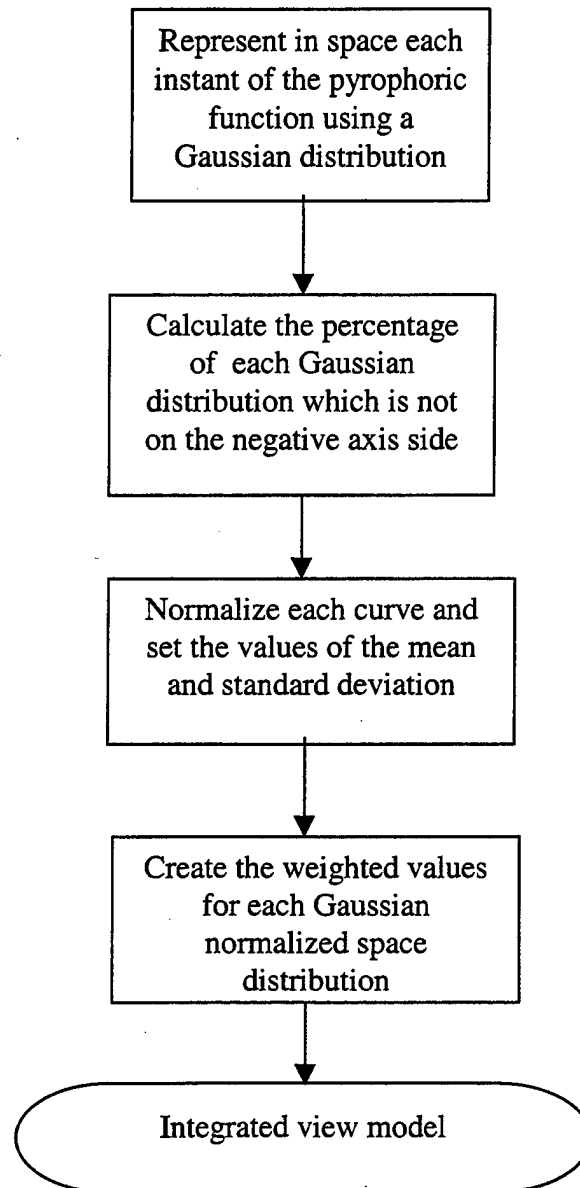 Represent in space each
instant of the pyrophoric
function using a
Gaussian distribution
Calculate the percentage
of each Gaussian
distribution which is not
on the negative axis side
Normalize each curve and
set the values of the mean
and standard deviation
Create the weighted values
for each Gaussian
normalized space
distribution
Integrated view model